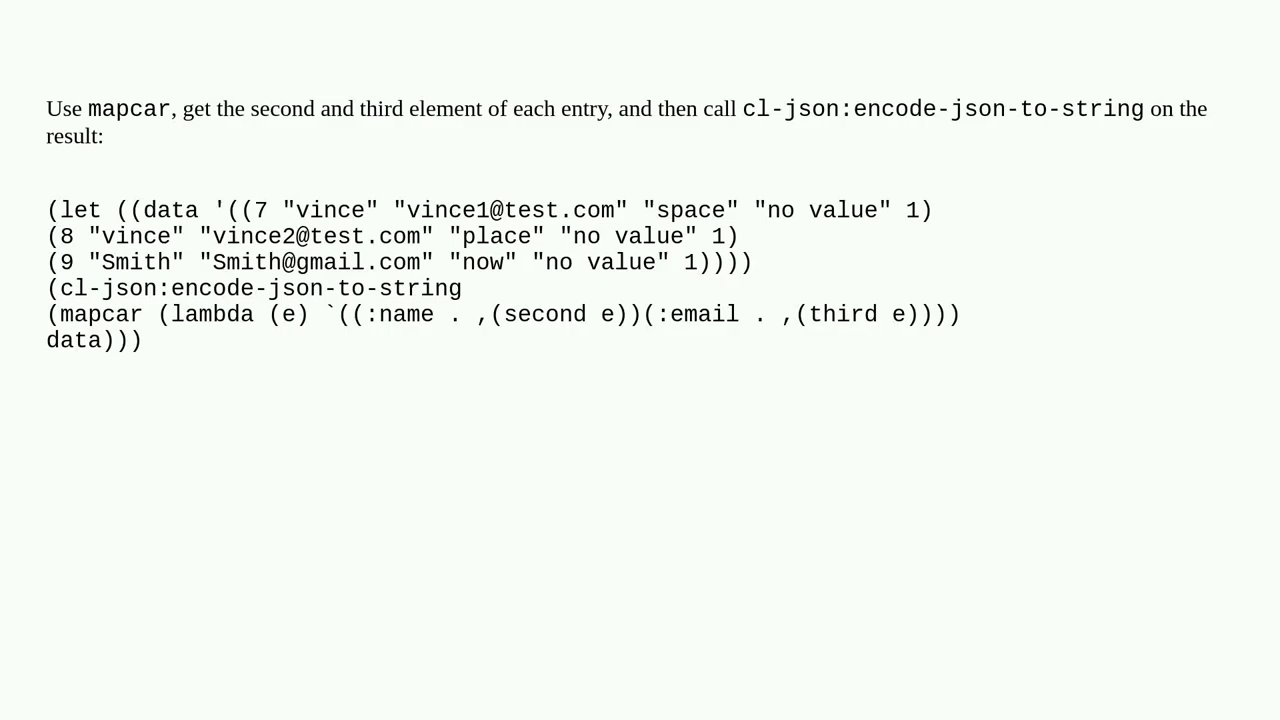 Use mapcar, get the second and third element of each entry, and then call cl-json:encode-json-to-string on the
result:
(let ((data '((7 "vince" "vince1@test.com" "space" "no value" 1)
(8 "vince" "vince2@test.com" "place" "no value" 1)
(9 "Smith" "Smith@gmail.com" "now" "no value" 1))))
(cl-json:encode-json-to-string
(mapcar (lambda (e) `((:name . ,(second e))(:email . ,(third e))))
data)))